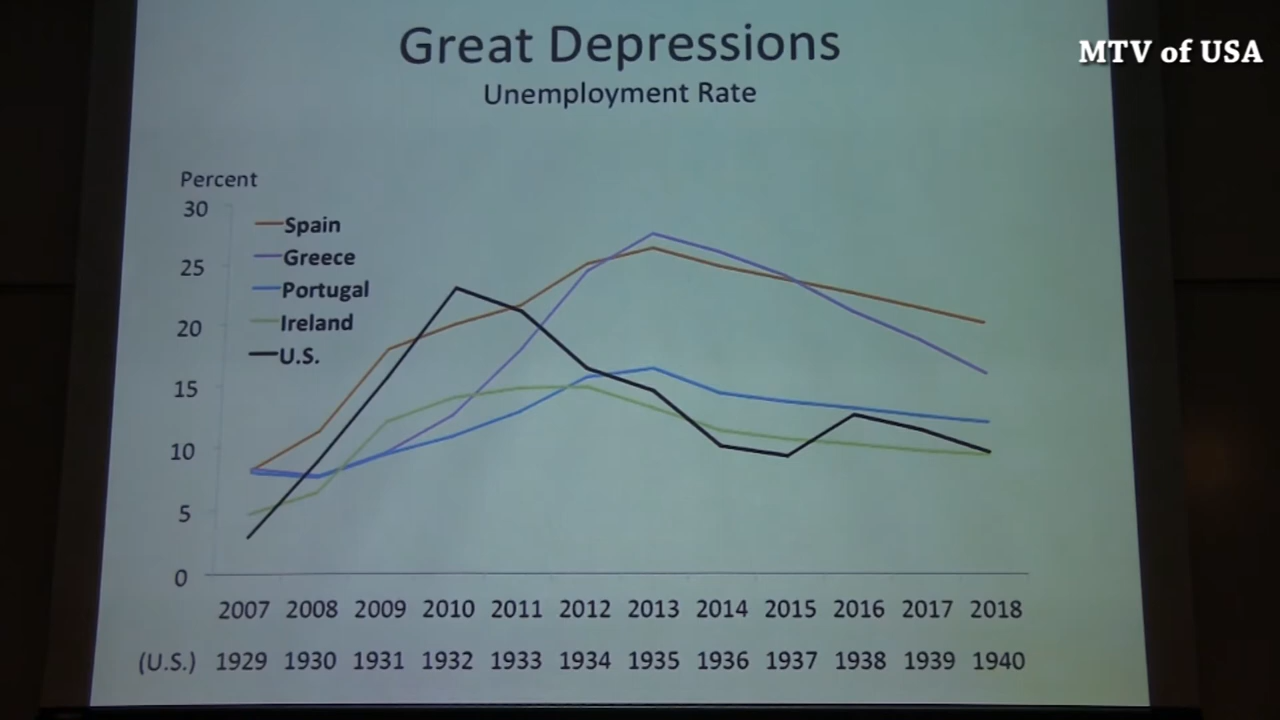 Great Depressions
MTV of USA
Unemployment Rate
Percent
30
25
20
15
10
5
0
Spain
Greece
Portugal
Ireland
U.S.
2007 2008 2009 2010 2011 2012 2013 2014 2015 2016 2017 2018
(U.S.) 1929 1930 1931 1932 1933 1934 1935 1936 1937 1938 1939 1940